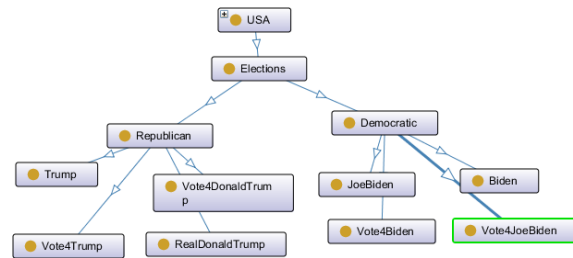 USA
Elections
Republican
Democratic
Trump
Vote4DonaldTrum
p
JoeBiden
Biden
Vote4Trump
RealDonaldTrump
Vote4Biden
Vote4JoeBiden